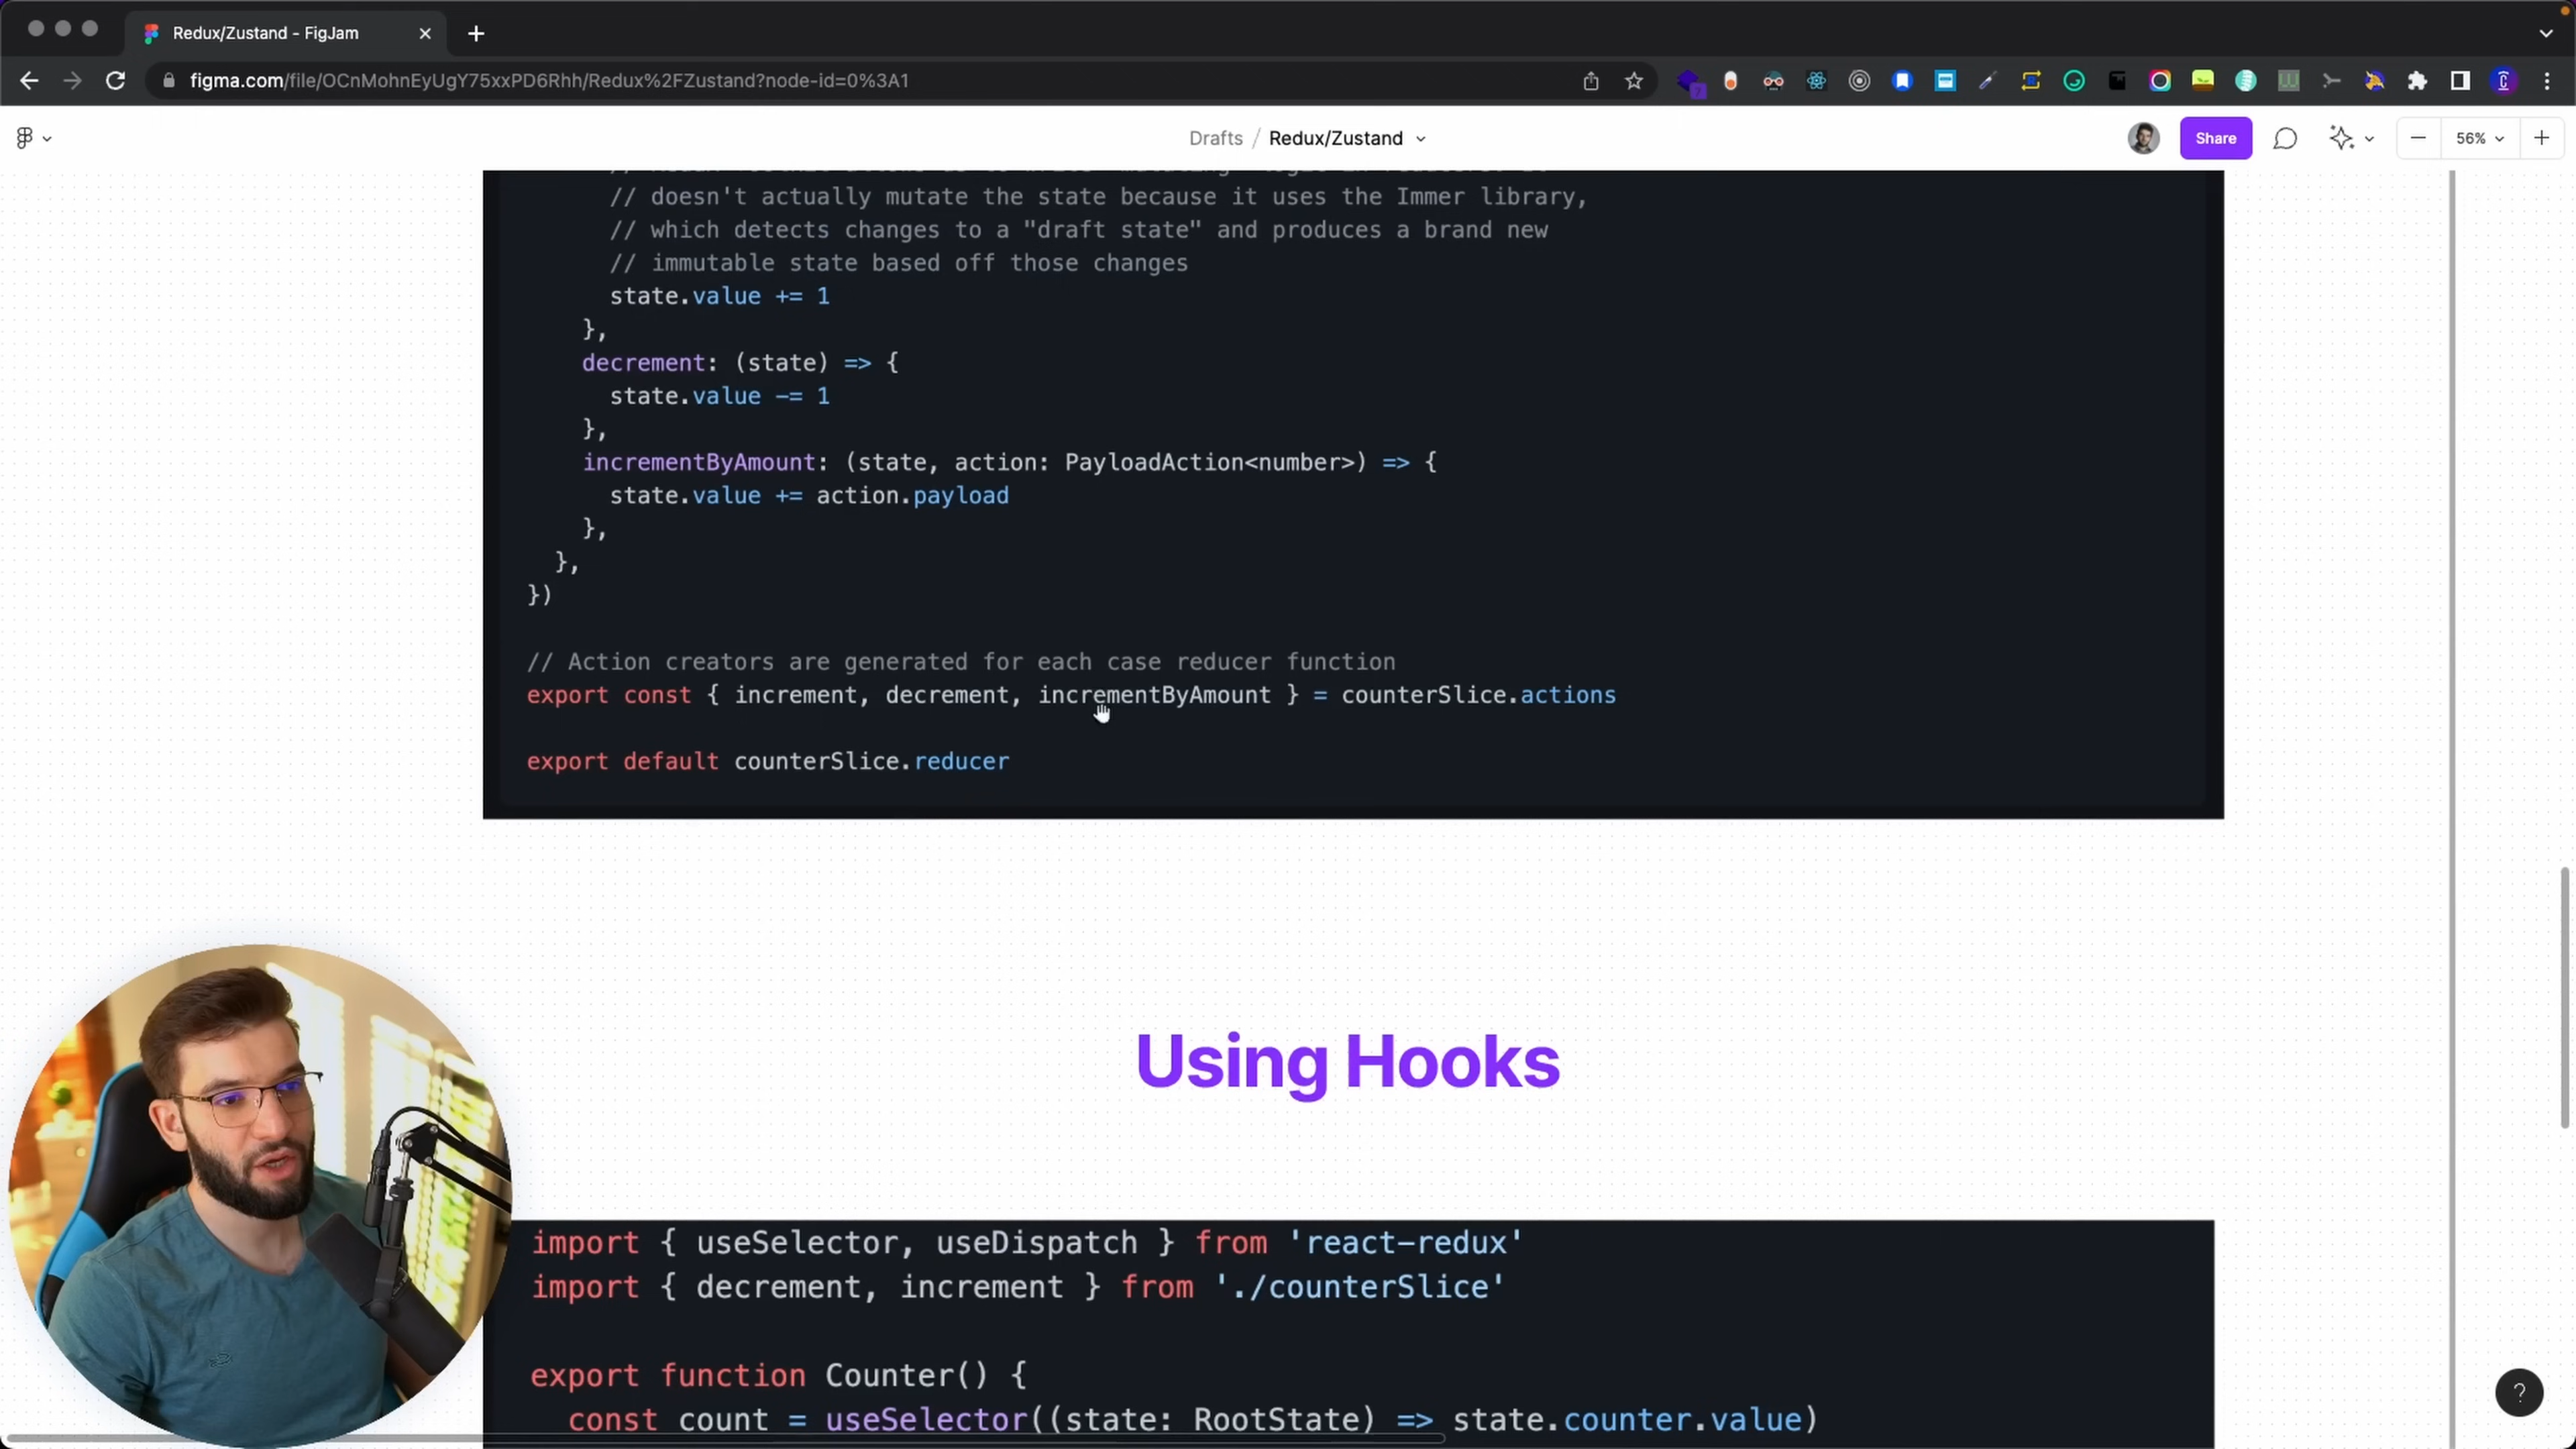 Redux/Zustand - FigJam
figma.com/file/OCnMohnEyUgY75xxPD6Rhh/Redux%2FZustand?node-id=0%3A1
7
Drafts / Redux/Zustand
Share
56%
// doesn't actually mutate the state because it uses the Immer library,
// which detects changes to a "draft state" and produces a brand new
// immutable state based off those changes
state.value += 1
},
decrement: (state) => {
state.value -= 1
},
incrementByAmount: (state, action: PayloadAction<number>) => {
state.value += action.payload
},
},
})
// Action creators are generated for each case reducer function
export const { increment, decrement, incrementByAmount } = counterSlice.actions
export default counterSlice.reducer
Using Hooks
import { useSelector, useDispatch } from 'react-redux'
import { decrement, increment } from './counterSlice'
export function Counter() {
const count = useSelector((state: RootState) => state.counter.value)
?